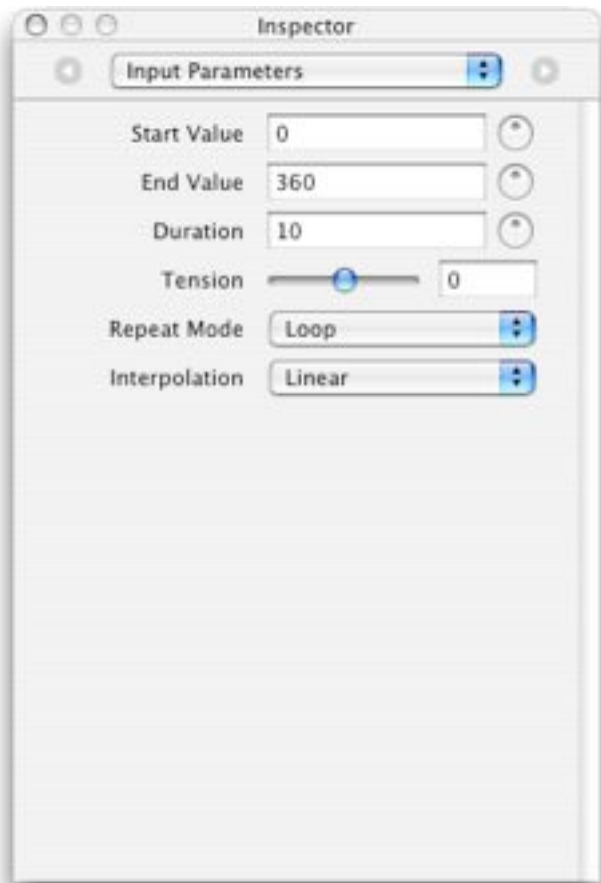 Inspector
Input Parameters
Start Value 0
End Value 360
Duration 10
Tension 0
Repeat Mode Loop
Interpolation Linear